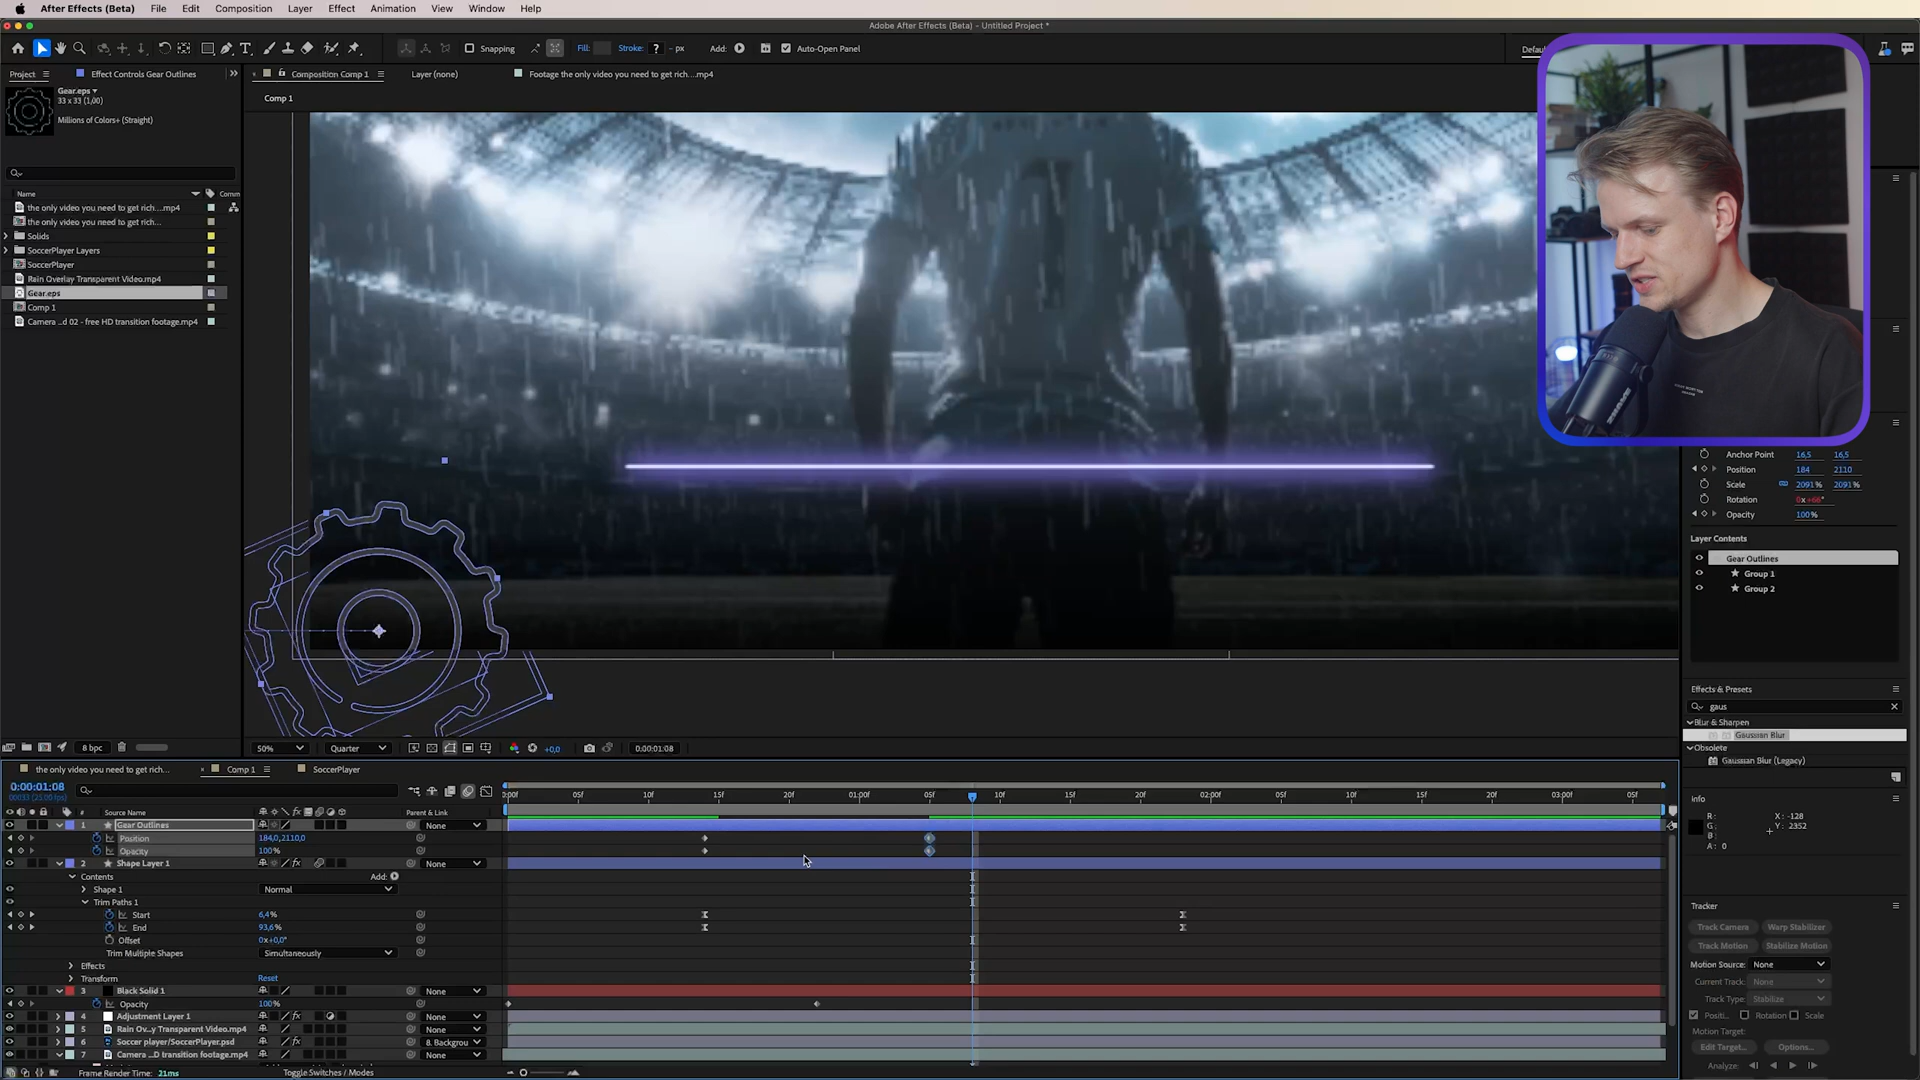 After Effects (Beta) File Edit Composition Layer Effect Animation View Window Help
Adobe After Effects (Beta) - Untitled Project *
Snapping Fill: Stroke: ? - px Add: Auto-Open Panel
Project Effect Controls Gear Outlines Composition Comp 1 Layer (none) Footage the only video you need to get rich....mp4
Gear.eps
33 x 33 (1,00)
Millions of Colors+ (Straight)
Comp 1
Name Comm
the only video you need to get rich....mp4
the only video you need to get rich...
Solids
SoccerPlayer Layers
SoccerPlayer
Rain Overlay Transparent Video.mp4
Gear.eps
Comp 1
Camera ...d 02 - free HD transition footage.mp4
Anchor Point 16,5 16,5
Position 184 2110
Scale 2091% 2091%
Rotation 0x+66°
Opacity 100%
Layer Contents
Gear Outlines
Group 1
Group 2
Effects & Presets
gaus
Blur & Sharpen
Gaussian Blur
Obsolete
Gaussian Blur (Legacy)
Info
R: X: -128
G: Y: 2352
B:
A: 0
Tracker
Track Camera Warp Stabilizer
Track Motion Stabilize Motion
Motion Source: None
Current Track: None
Track Type: Stabilize
Positi... Rotation Scale
Motion Target:
Edit Target... Options...
Analyze:
8 bpc 50% Quarter +0,0 0:00:01:08
the only video you need to get rich... Comp 1 SoccerPlayer
0:00:01:08
:00f 05f 10f 15f 20f 01:00f 05f 10f 15f 20f 02:00f 05f 10f 15f 20f 03:00f 05f
# Source Name Parent & Link
1 Gear Outlines None
Position 184,0,2110,0
Opacity 100%
2 Shape Layer 1 None
Contents Add:
Shape 1 Normal
Trim Paths 1
Start 6,4%
End 93,6%
Offset 0x+0,0°
Trim Multiple Shapes Simultaneously
Effects
Transform Reset
3 Black Solid 1 None
Opacity 100%
4 Adjustment Layer 1 None
5 Rain Ov...y Transparent Video.mp4 None
6 Soccer player/SoccerPlayer.psd 8. Backgrou
7 Camera ...D transition footage.mp4 None
Frame Render Time: 21ms Toggle Switches / Modes